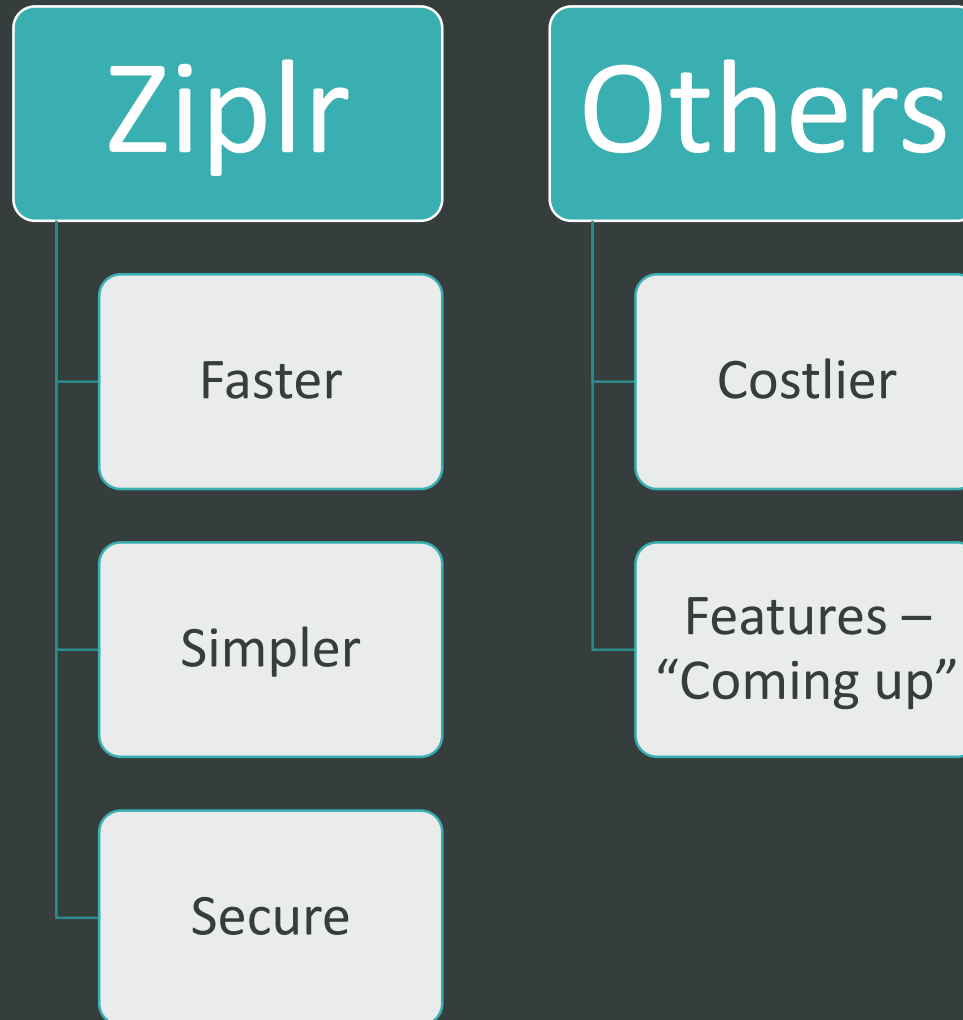 Ziplr
Faster
Simpler
Secure
Others
Costlier
Features –
“Coming up”